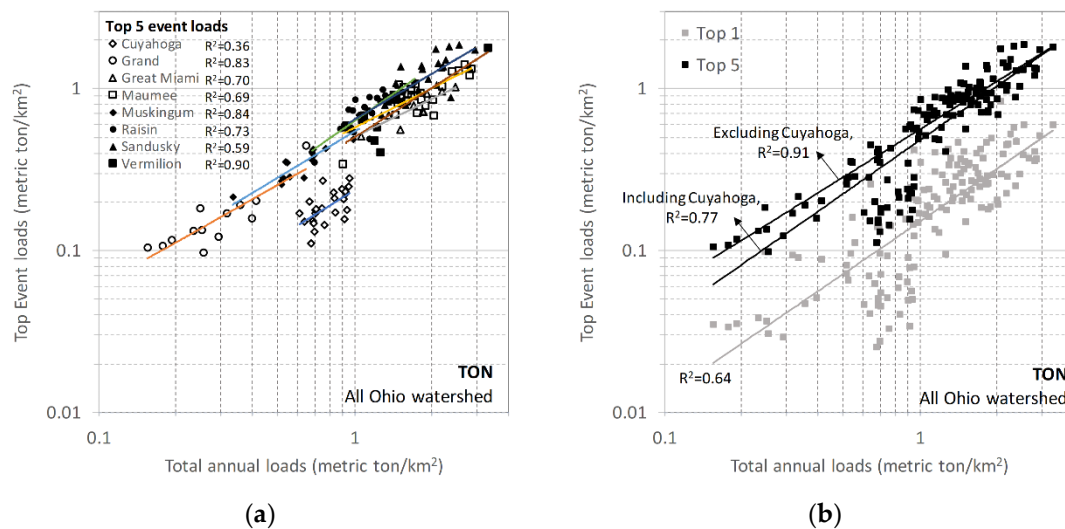 Top 5 event loads
Cuyahoga R²=0.36
Grand R²=0.83
Great Miami R²=0.70
Maumee R²=0.69
Muskingum R²=0.84
Raisin R²=0.73
Sandusky R²=0.59
Vermilion R²=0.90
Top Event loads (metric ton/km²)
1
0.1
0.01
TON
All Ohio watershed
0.1 1
Total annual loads (metric ton/km²)
(a)
Top 1
Top 5
Excluding Cuyahoga,
R²=0.91
Including Cuyahoga,
R²=0.77
R²=0.64
Top Event loads (metric ton/km²)
1
0.1
0.01
TON
All Ohio watershed
0.1 1
Total annual loads (metric ton/km²)
(b)